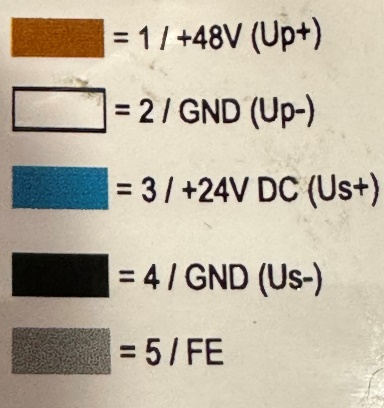 = 1 / +48V (Up+)
= 2 / GND (Up-)
= 3 / +24V DC (Us+)
= 4 / GND (Us-)
= 5 / FE